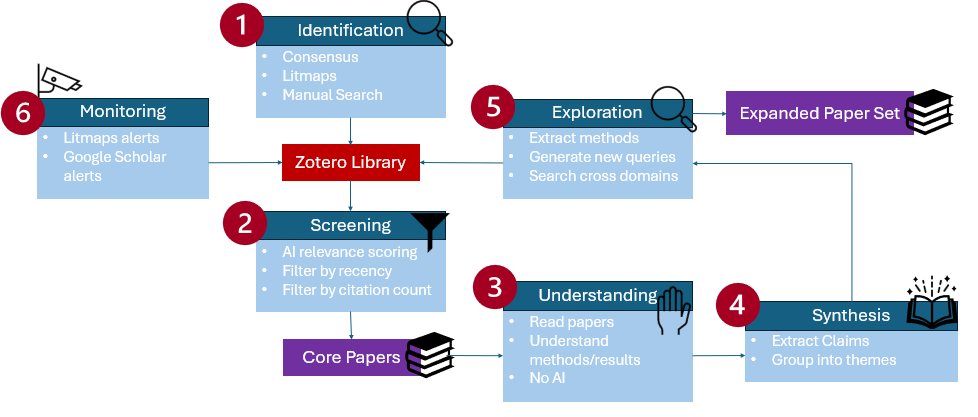 1
Identification
• Consensus
• Litmaps
• Manual Search
6
Monitoring
• Litmaps alerts
• Google Scholar
alerts
5
Exploration
• Extract methods
• Generate new queries
• Search cross domains
Expanded Paper Set
Zotero Library
2
Screening
• AI relevance scoring
• Filter by recency
• Filter by citation count
Core Papers
3
Understanding
• Read papers
• Understand
methods/results
• No AI
4
Synthesis
• Extract Claims
• Group into themes